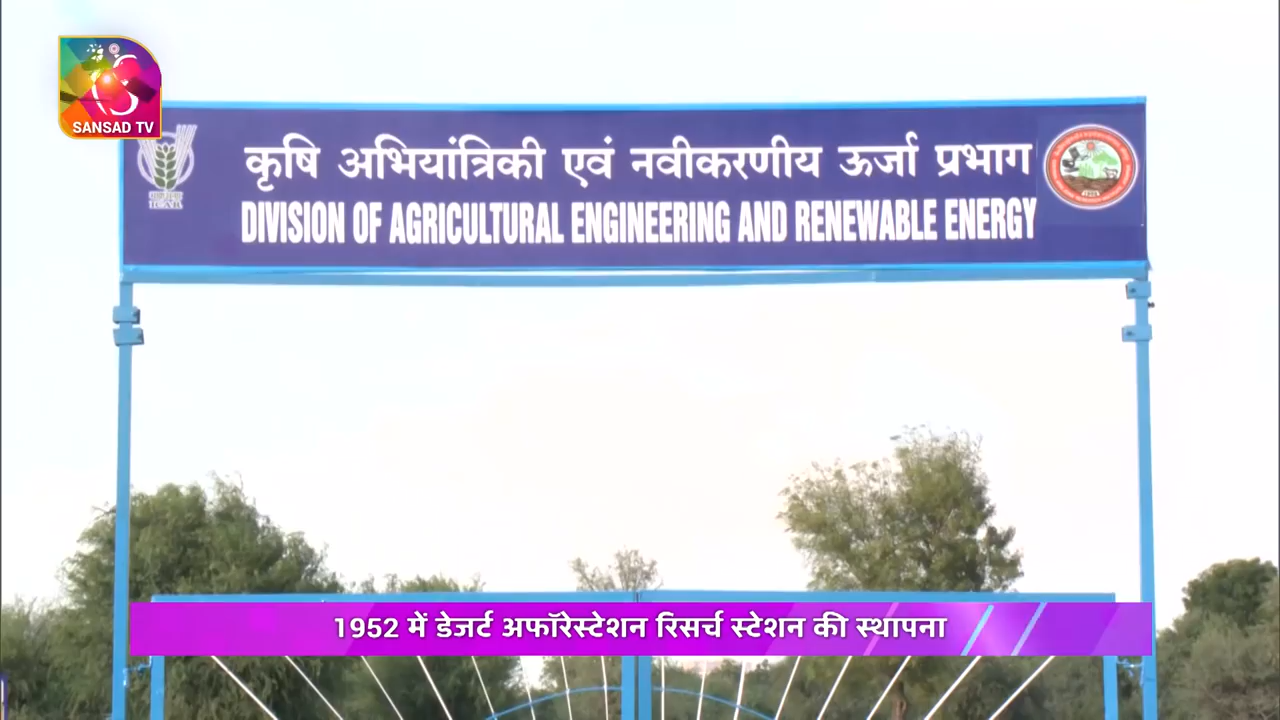 SANSAD TV
कृषि अभियांत्रिकी एवं नवीकरणीय ऊर्जा प्रभाग
DIVISION OF AGRICULTURAL ENGINEERING AND RENEWABLE ENERGY
ICAR
1952 में डेजर्ट अफॉरेस्टेशन रिसर्च स्टेशन की स्थापना